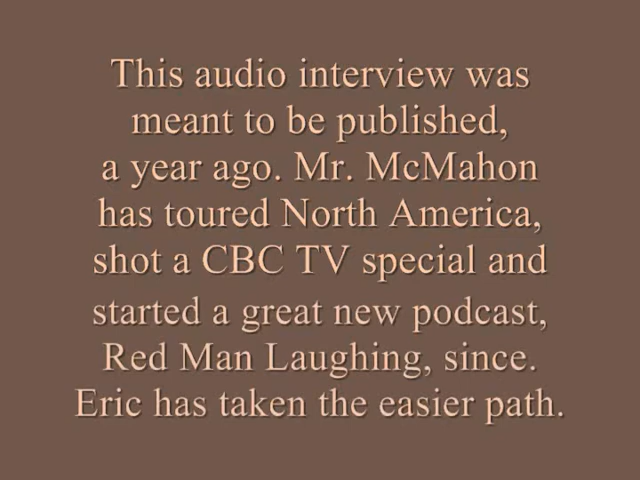 This audio interview was
meant to be published,
a year ago. Mr. McMahon
has toured North America,
shot a CBC TV special and
started a great new podcast,
Red Man Laughing, since.
Eric has taken the easier path.